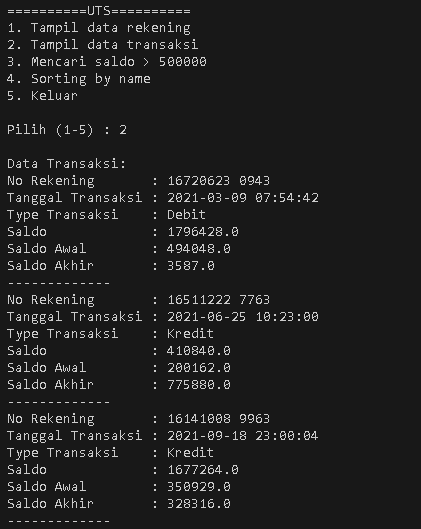 ==========UTS==========
1. Tampil data rekening
2. Tampil data transaksi
3. Mencari saldo > 500000
4. Sorting by name
5. Keluar
Pilih (1-5) : 2
Data Transaksi:
No Rekening       : 16720623 0943
Tanggal Transaksi : 2021-03-09 07:54:42
Type Transaksi    : Debit
Saldo             : 1796428.0
Saldo Awal        : 494048.0
Saldo Akhir       : 3587.0
-------------
No Rekening       : 16511222 7763
Tanggal Transaksi : 2021-06-25 10:23:00
Type Transaksi    : Kredit
Saldo             : 410840.0
Saldo Awal        : 200162.0
Saldo Akhir       : 775880.0
-------------
No Rekening       : 16141008 9963
Tanggal Transaksi : 2021-09-18 23:00:04
Type Transaksi    : Kredit
Saldo             : 1677264.0
Saldo Awal        : 350929.0
Saldo Akhir       : 328316.0
-------------